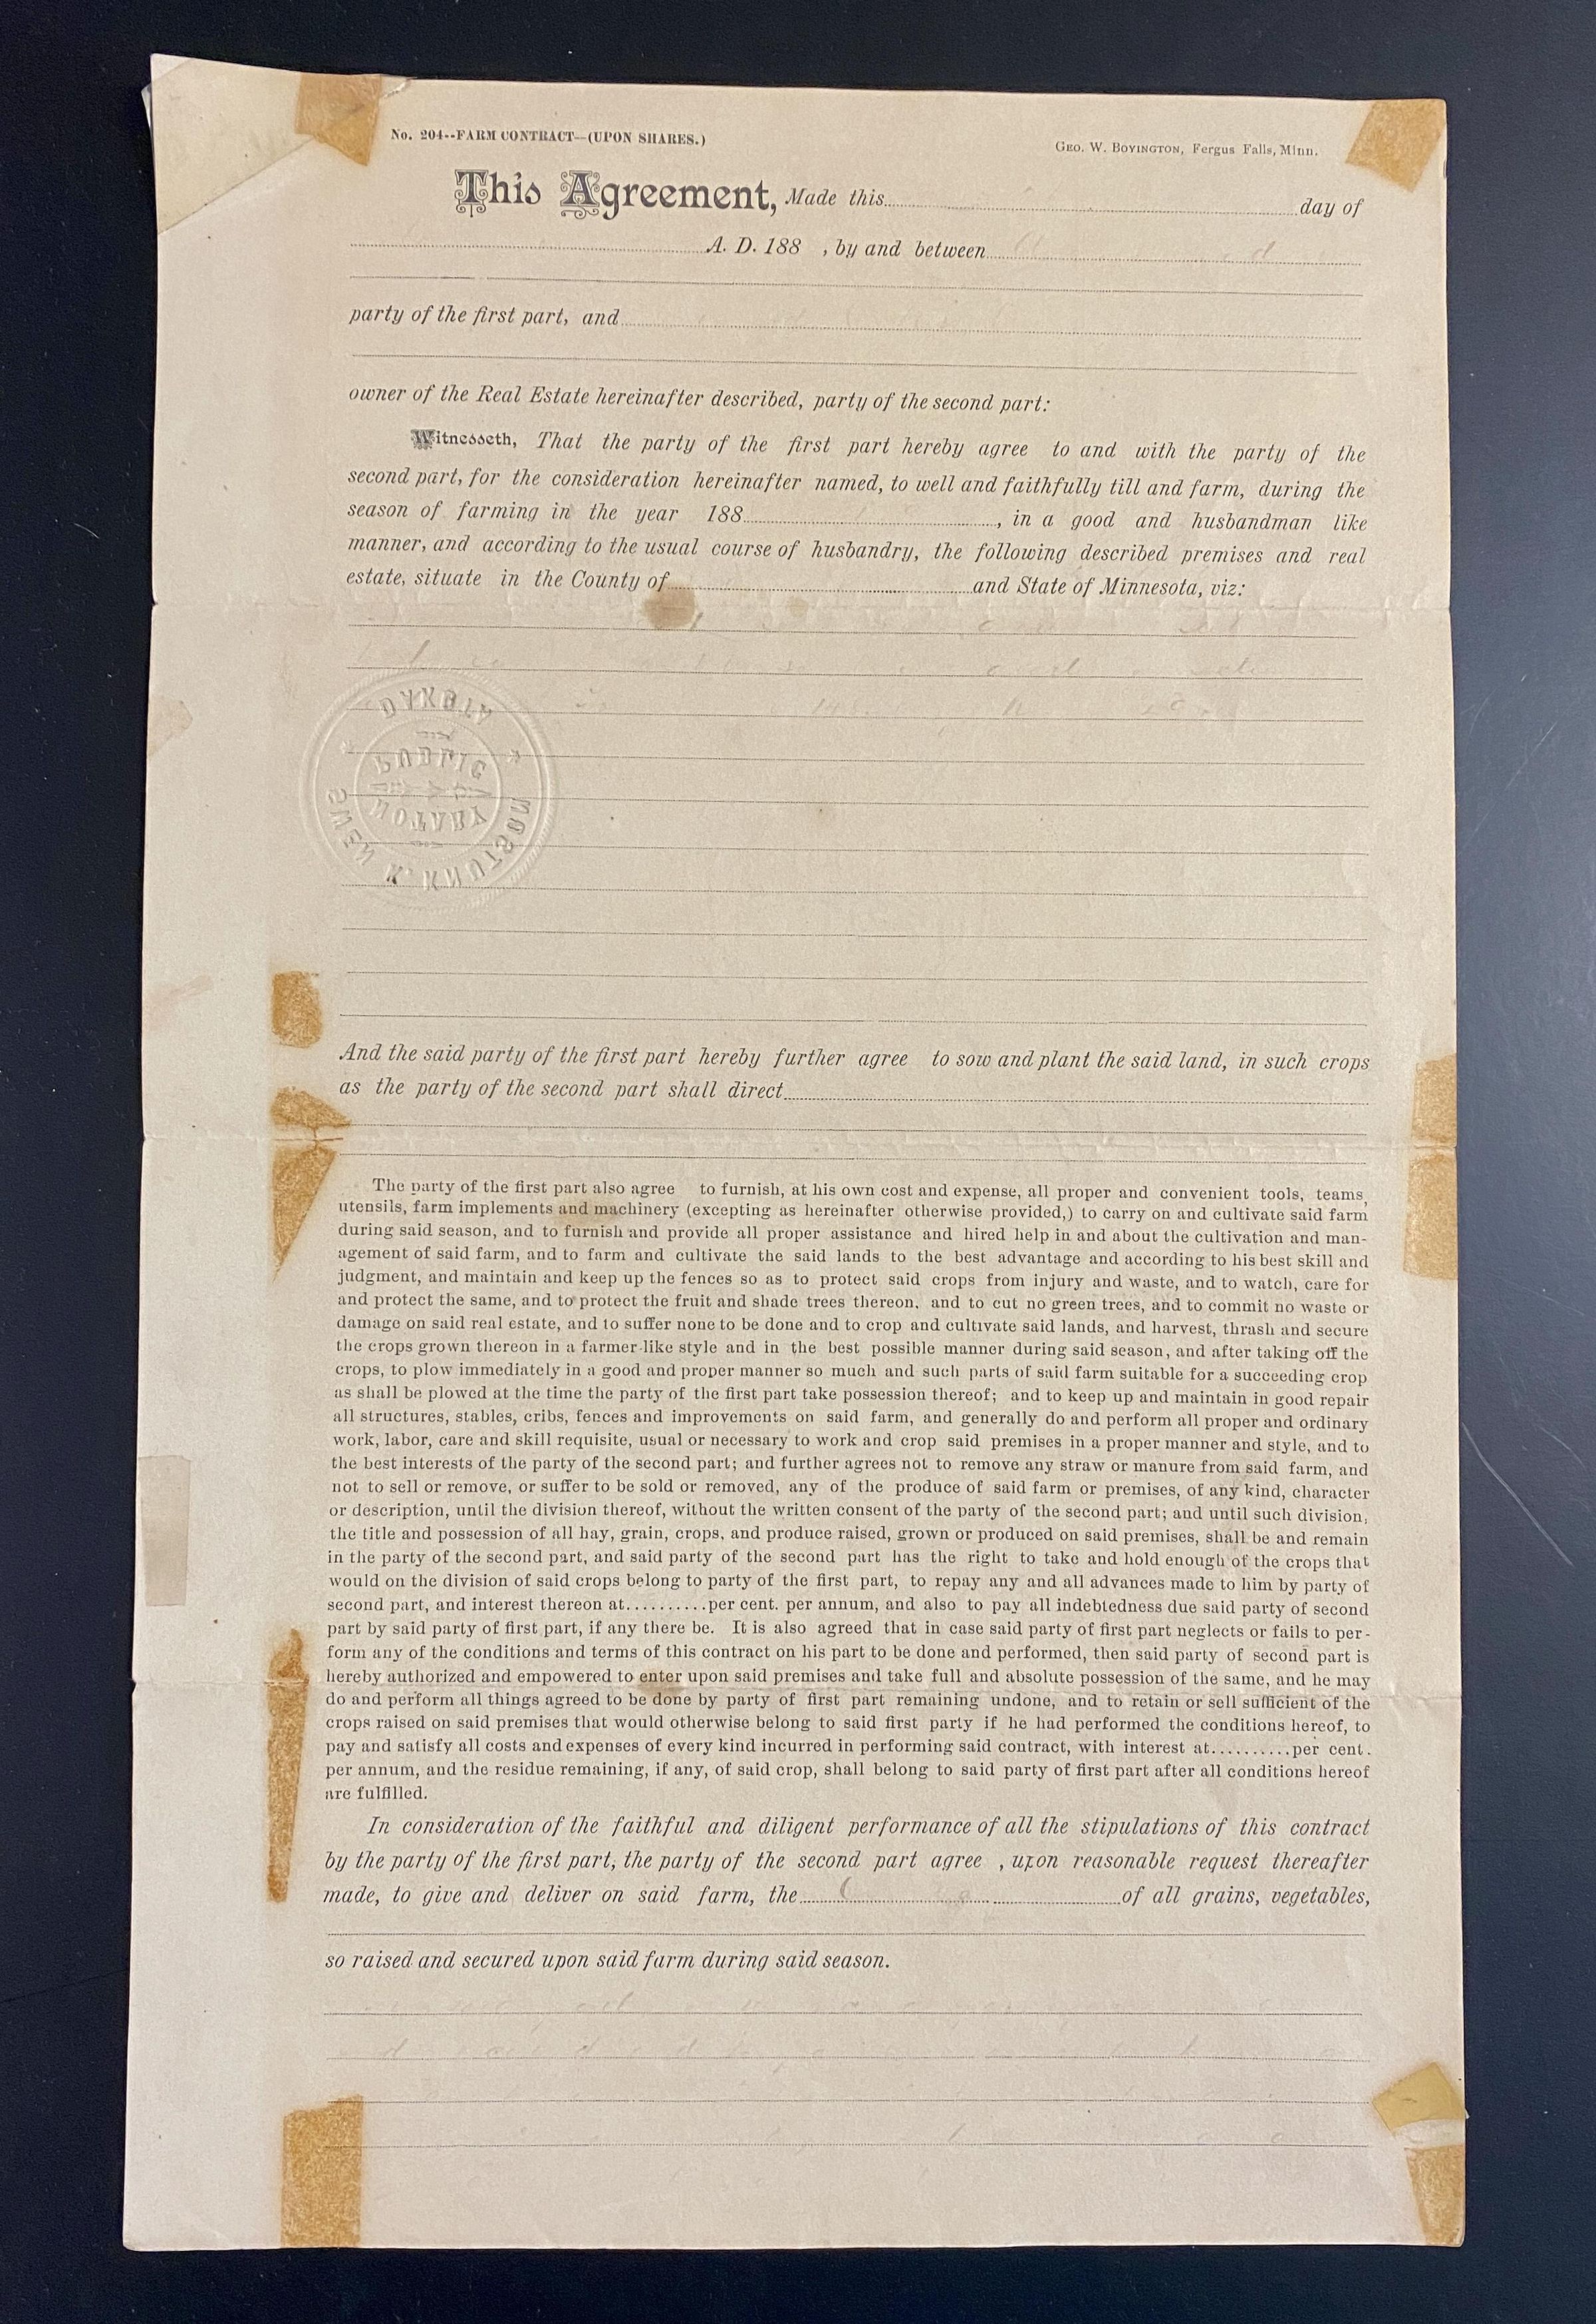 No. 204--FARM CONTRACT--(UPON SHARES.)
GEO. W. BOYINGTON, Fergus Falls, Minn.
This Agreement, Made this day of
A. D. 188 , by and between
party of the first part, and
owner of the Real Estate hereinafter described, party of the second part:
Witnesseth, That the party of the first part hereby agree to and with the party of the
second part, for the consideration hereinafter named, to well and faithfully till and farm, during the
season of farming in the year 188 , in a good and husbandman like
manner, and according to the usual course of husbandry, the following described premises and real
estate, situate in the County of and State of Minnesota, viz:
NOTARY
PUBLIC
And the said party of the first part hereby further agree to sow and plant the said land, in such crops
as the party of the second part shall direct
The party of the first part also agree to furnish, at his own cost and expense, all proper and convenient tools, teams,
utensils, farm implements and machinery (excepting as hereinafter otherwise provided,) to carry on and cultivate said farm
during said season, and to furnish and provide all proper assistance and hired help in and about the cultivation and man-
agement of said farm, and to farm and cultivate the said lands to the best advantage and according to his best skill and
judgment, and maintain and keep up the fences so as to protect said crops from injury and waste, and to watch, care for
and protect the same, and to protect the fruit and shade trees thereon, and to cut no green trees, and to commit no waste or
damage on said real estate, and to suffer none to be done and to crop and cultivate said lands, and harvest, thrash and secure
the crops grown thereon in a farmer-like style and in the best possible manner during said season, and after taking off the
crops, to plow immediately in a good and proper manner so much and such parts of said farm suitable for a succeeding crop
as shall be plowed at the time the party of the first part take possession thereof; and to keep up and maintain in good repair
all structures, stables, cribs, fences and improvements on said farm, and generally do and perform all proper and ordinary
work, labor, care and skill requisite, usual or necessary to work and crop said premises in a proper manner and style, and to
the best interests of the party of the second part; and further agrees not to remove any straw or manure from said farm, and
not to sell or remove, or suffer to be sold or removed, any of the produce of said farm or premises, of any kind, character
or description, until the division thereof, without the written consent of the party of the second part; and until such division,
the title and possession of all hay, grain, crops, and produce raised, grown or produced on said premises, shall be and remain
in the party of the second part, and said party of the second part has the right to take and hold enough of the crops that
would on the division of said crops belong to party of the first part, to repay any and all advances made to him by party of
second part, and interest thereon at..........per cent. per annum, and also to pay all indebtedness due said party of second
part by said party of first part, if any there be. It is also agreed that in case said party of first part neglects or fails to per-
form any of the conditions and terms of this contract on his part to be done and performed, then said party of second part is
hereby authorized and empowered to enter upon said premises and take full and absolute possession of the same, and he may
do and perform all things agreed to be done by party of first part remaining undone, and to retain or sell sufficient of the
crops raised on said premises that would otherwise belong to said first party if he had performed the conditions hereof, to
pay and satisfy all costs and expenses of every kind incurred in performing said contract, with interest at..........per cent.
per annum, and the residue remaining, if any, of said crop, shall belong to said party of first part after all conditions hereof
are fulfilled.
In consideration of the faithful and diligent performance of all the stipulations of this contract
by the party of the first part, the party of the second part agree , upon reasonable request thereafter
made, to give and deliver on said farm, the of all grains, vegetables,
so raised and secured upon said farm during said season.